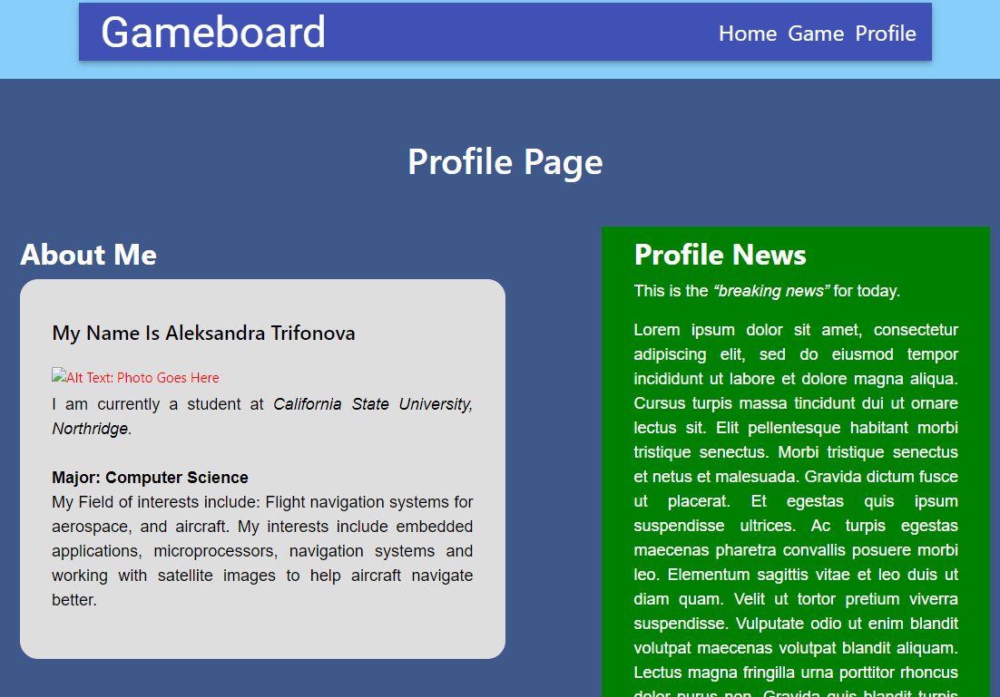 Gameboard
Home Game Profile
Profile Page
About Me
My Name Is Aleksandra Trifonova
Alt Text: Photo Goes Here
I am currently a student at California State University,
Northridge.
Major: Computer Science
My Field of interests include: Flight navigation systems for
aerospace, and aircraft. My interests include embedded
applications, microprocessors, navigation systems and
working with satellite images to help aircraft navigate
better.
Profile News
This is the “breaking news” for today.
Lorem ipsum dolor sit amet, consectetur
adipiscing elit, sed do eiusmod tempor
incididunt ut labore et dolore magna aliqua.
Cursus turpis massa tincidunt dui ut ornare
lectus sit. Elit pellentesque habitant morbi
tristique senectus. Morbi tristique senectus
et netus et malesuada. Gravida dictum fusce
ut placerat. Et egestas quis ipsum
suspendisse ultrices. Ac turpis egestas
maecenas pharetra convallis posuere morbi
leo. Elementum sagittis vitae et leo duis ut
diam quam. Velit ut tortor pretium viverra
suspendisse. Vulputate odio ut enim blandit
volutpat maecenas volutpat blandit aliquam.
Lectus magna fringilla urna porttitor rhoncus
dolor purus non. Gravida quis blandit turpis